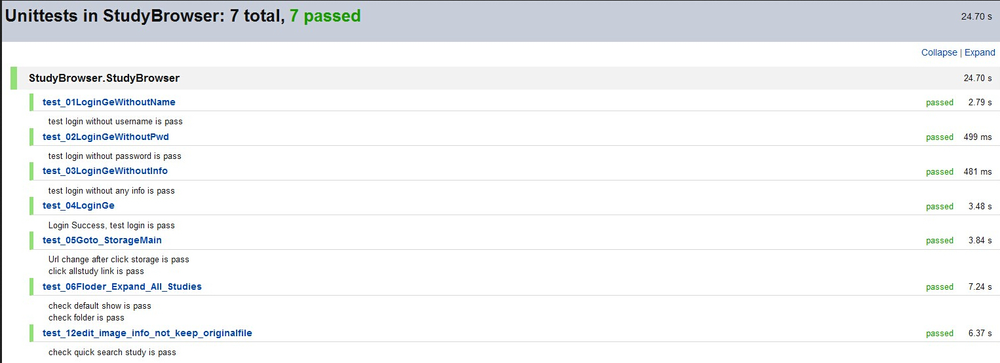 Unittests in StudyBrowser: 7 total, 7 passed 24.70 s
Collapse | Expand
StudyBrowser.StudyBrowser 24.70 s
test_01LoginGeWithoutName passed 2.79 s
test login without username is pass
test_02LoginGeWithoutPwd passed 499 ms
test login without password is pass
test_03LoginGeWithoutInfo passed 481 ms
test login without any info is pass
test_04LoginGe passed 3.48 s
Login Success, test login is pass
test_05Goto_StorageMain passed 3.84 s
Url change after click storage is pass
click allstudy link is pass
test_06Floder_Expand_All_Studies passed 7.24 s
check default show is pass
check folder is pass
test_12edit_image_info_not_keep_originalfile passed 6.37 s
check quick search study is pass